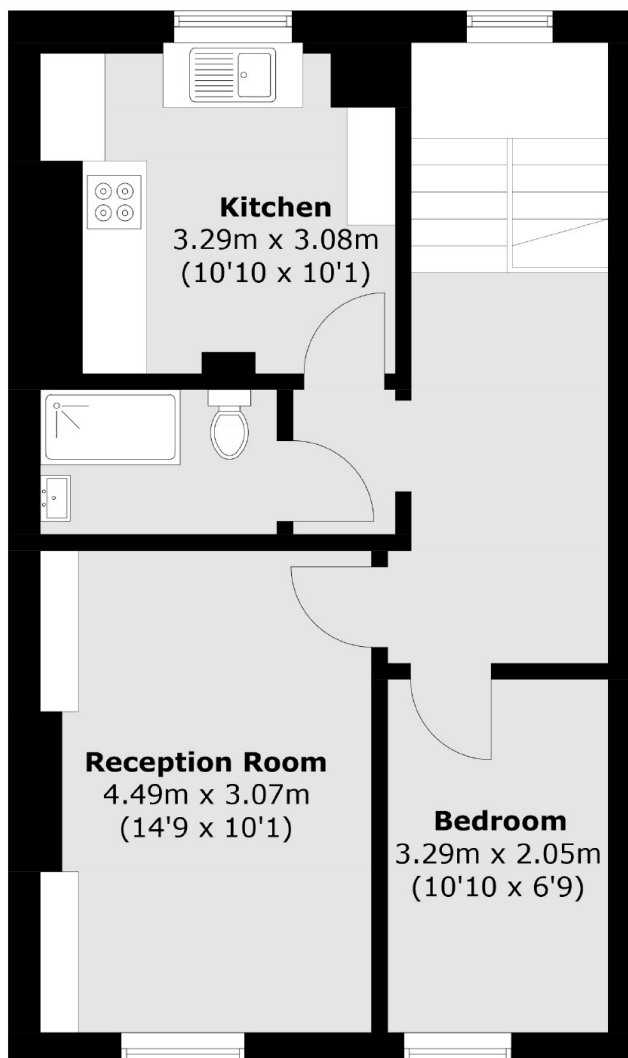 Kitchen
3.29m x 3.08m
(10'10 x 10'1)
Reception Room
4.49m x 3.07m
(14'9 x 10'1)
Bedroom
3.29m x 2.05m
(10'10 x 6'9)